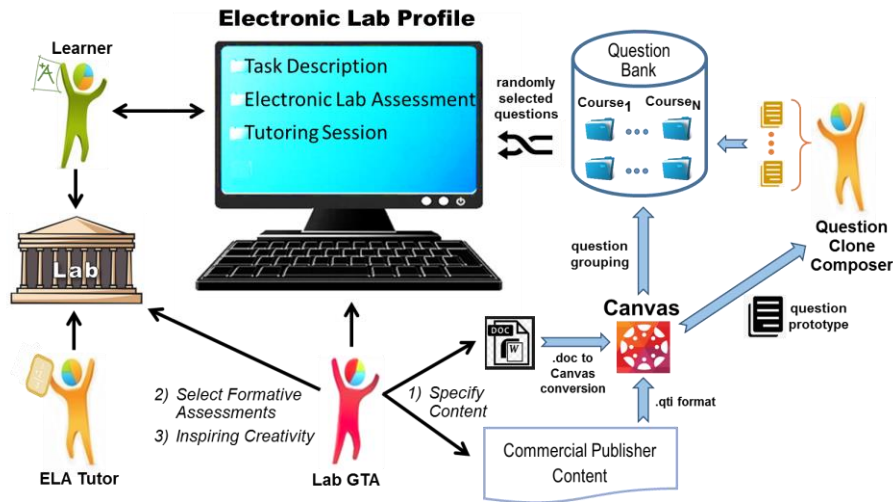 Electronic Lab Profile
Learner
A
Task Description
Electronic Lab Assessment
Tutoring Session
randomly
selected
questions
Question
Bank
Course1
CourseN
Question
Clone
Composer
question
grouping
question
prototype
Lab
Canvas
DOC
W
.doc to
Canvas
conversion
.qti format
2) Select Formative
Assessments
3) Inspiring Creativity
1) Specify
Content
Commercial Publisher
Content
ELA Tutor
Lab GTA